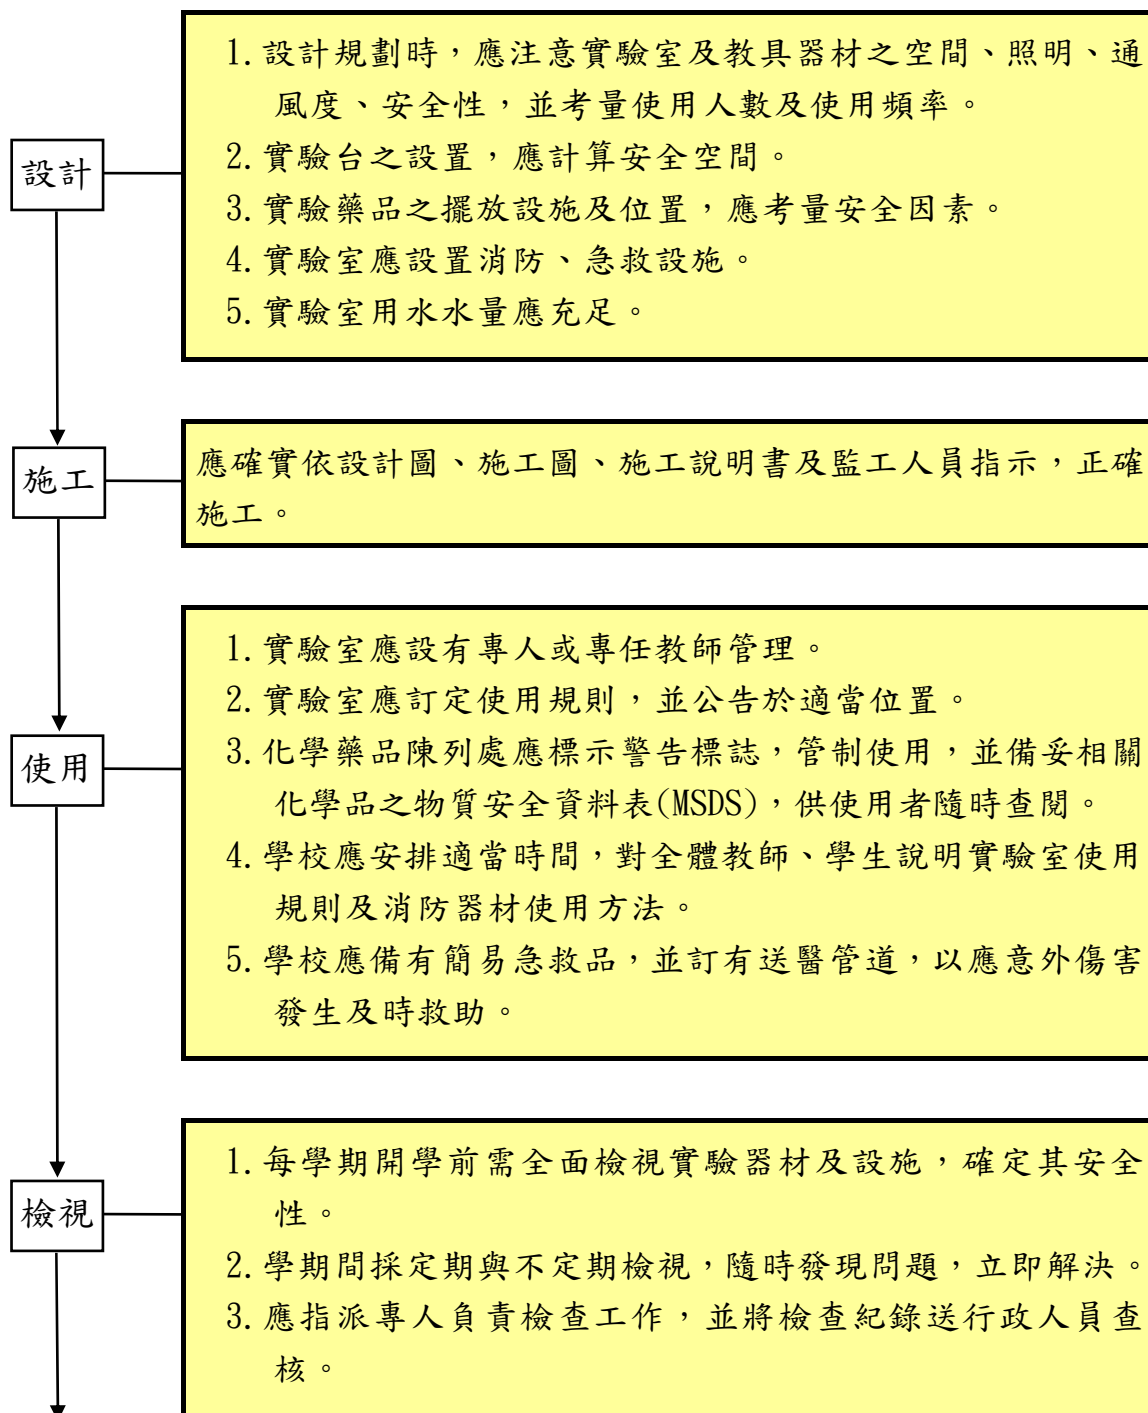 設計
1.設計規劃時，應注意實驗室及教具器材之空間、照明、通
風度、安全性，並考量使用人數及使用頻率。
2.實驗台之設置，應計算安全空間。
3.實驗藥品之擺放設施及位置，應考量安全因素。
4.實驗室應設置消防、急救設施。
5.實驗室用水水量應充足。
施工
應確實依設計圖、施工圖、施工說明書及監工人員指示，正確
施工。
使用
1.實驗室應設有專人或專任教師管理。
2.實驗室應訂定使用規則，並公告於適當位置。
3.化學藥品陳列處應標示警告標誌，管制使用，並備妥相關
化學品之物質安全資料表(MSDS)，供使用者隨時查閱。
4.學校應安排適當時間，對全體教師、學生說明實驗室使用
規則及消防器材使用方法。
5.學校應備有簡易急救品，並訂有送醫管道，以應意外傷害
發生及時救助。
檢視
1.每學期開學前需全面檢視實驗器材及設施，確定其安全
性。
2.學期間採定期與不定期檢視，隨時發現問題，立即解決。
3.應指派專人負責檢查工作，並將檢查紀錄送行政人員查
核。